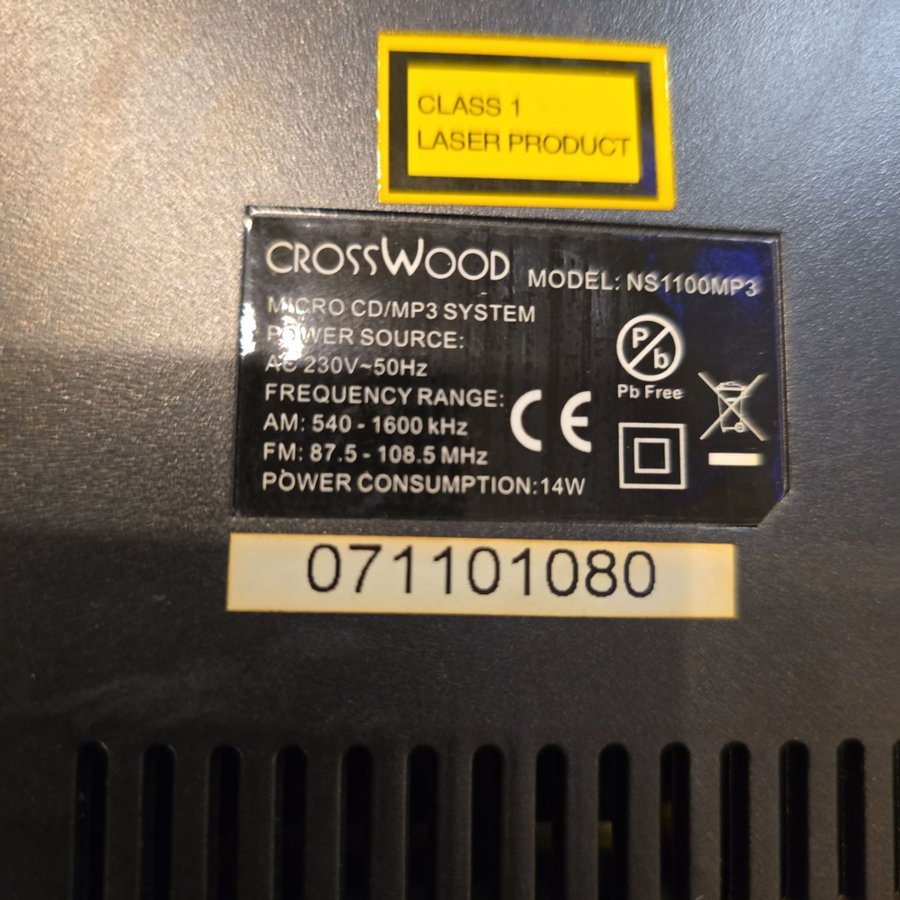 CLASS 1
LASER PRODUCT
CROSSWOOD MODEL: NS1100MP3
MICRO CD/MP3 SYSTEM
POWER SOURCE:
AC 230V~50Hz
FREQUENCY RANGE:
AM: 540 - 1600 kHz
FM: 87.5 - 108.5 MHz
POWER CONSUMPTION:14W
Pb
Pb Free
CE
071101080